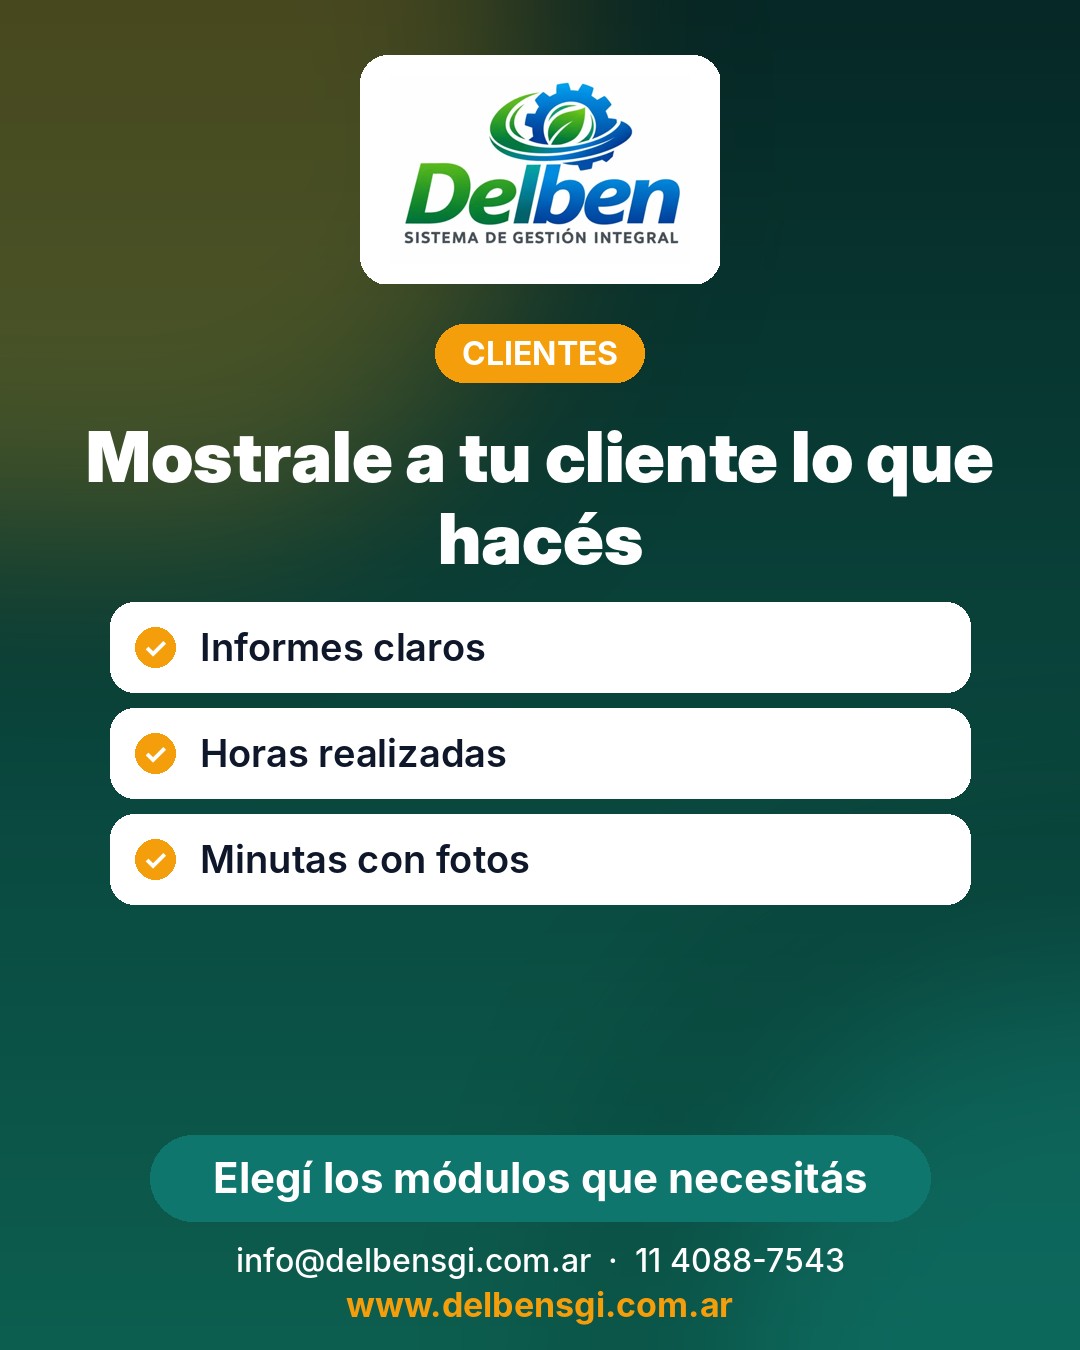 Delben
SISTEMA DE GESTIÓN INTEGRAL
CLIENTES
Mostrale a tu cliente lo que
hacés
Informes claros
Horas realizadas
Minutas con fotos
Elegí los módulos que necesitás
info@delbensgi.com.ar · 11 4088-7543
www.delbensgi.com.ar